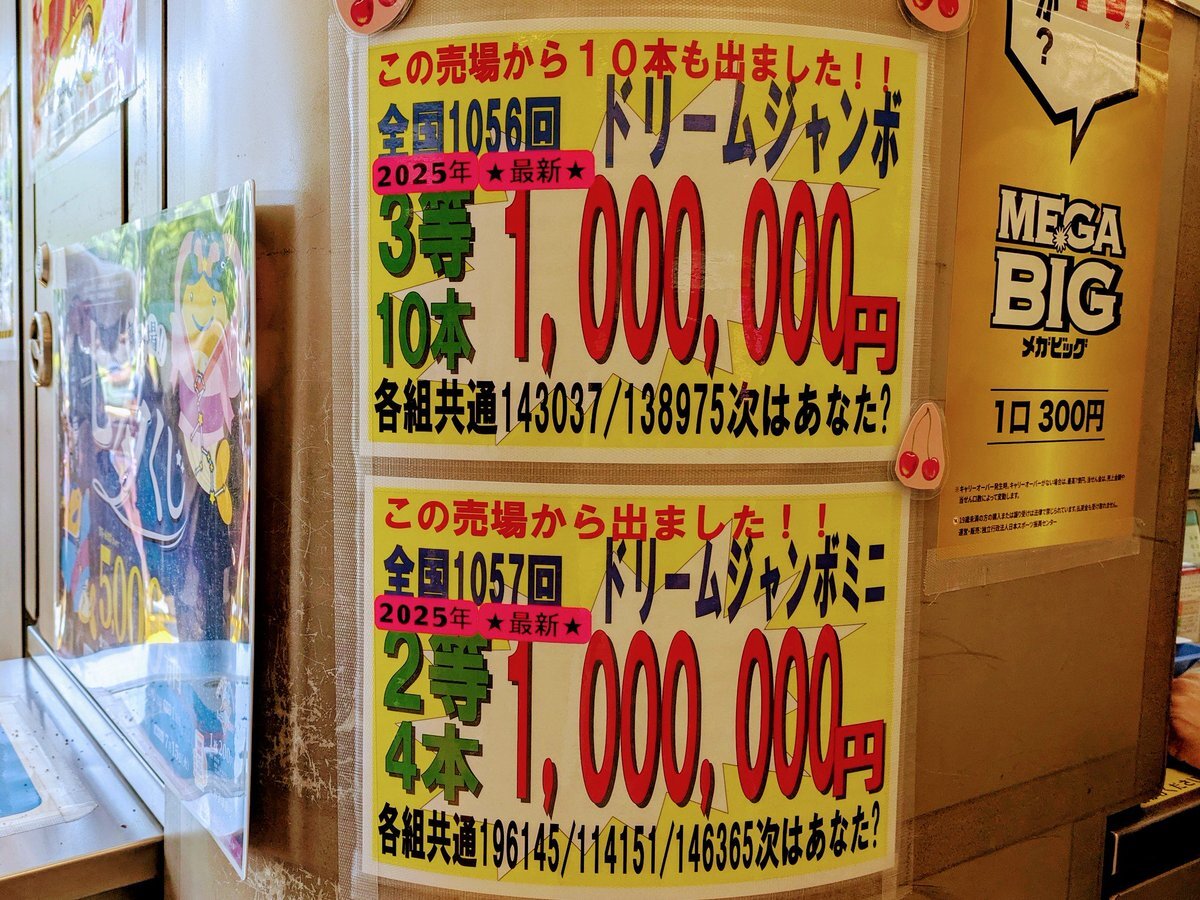 この売場から１０本も出ました！！
全国1056回 ドリームジャンボ
2025年 ★最新★
3等 1,000,000円
10本
各組共通143037/138975次はあなた?
この売場から出ました！！
全国1057回 ドリームジャンボミニ
2025年 ★最新★
2等 1,000,000円
4本
各組共通196145/114151/146365次はあなた?
か?
MEGA
BIG
メガビッグ
1口 300円
500